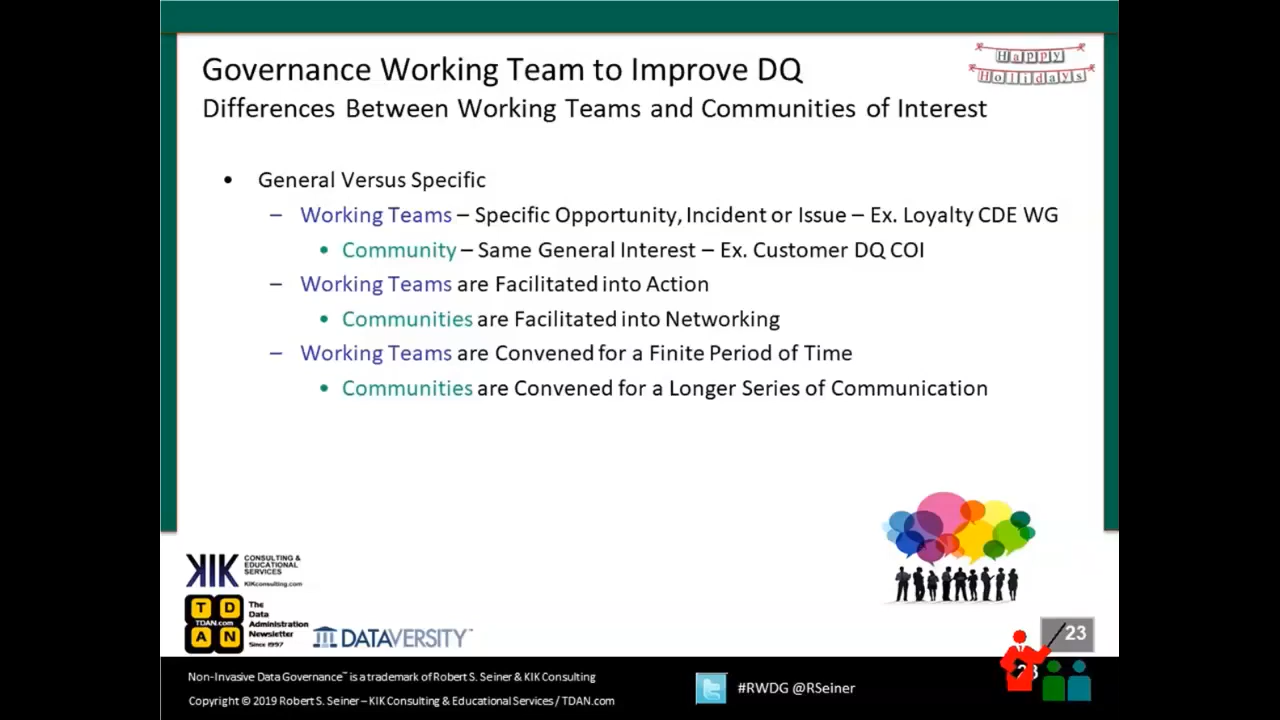 Happy
Holidays
Governance Working Team to Improve DQ
Differences Between Working Teams and Communities of Interest
• General Versus Specific
– Working Teams – Specific Opportunity, Incident or Issue – Ex. Loyalty CDE WG
• Community – Same General Interest – Ex. Customer DQ COI
– Working Teams are Facilitated into Action
• Communities are Facilitated into Networking
– Working Teams are Convened for a Finite Period of Time
• Communities are Convened for a Longer Series of Communication
KIK CONSULTING &
EDUCATIONAL
SERVICES
KIKconsulting.com
T D
TDAN.com
A N
The
Data
Administration
Newsletter
Since 1997
DATAVERSITY™
23
Non-Invasive Data Governance™ is a trademark of Robert S. Seiner & KIK Consulting
Copyright © 2019 Robert S. Seiner – KIK Consulting & Educational Services / TDAN.com
#RWDG @RSeiner